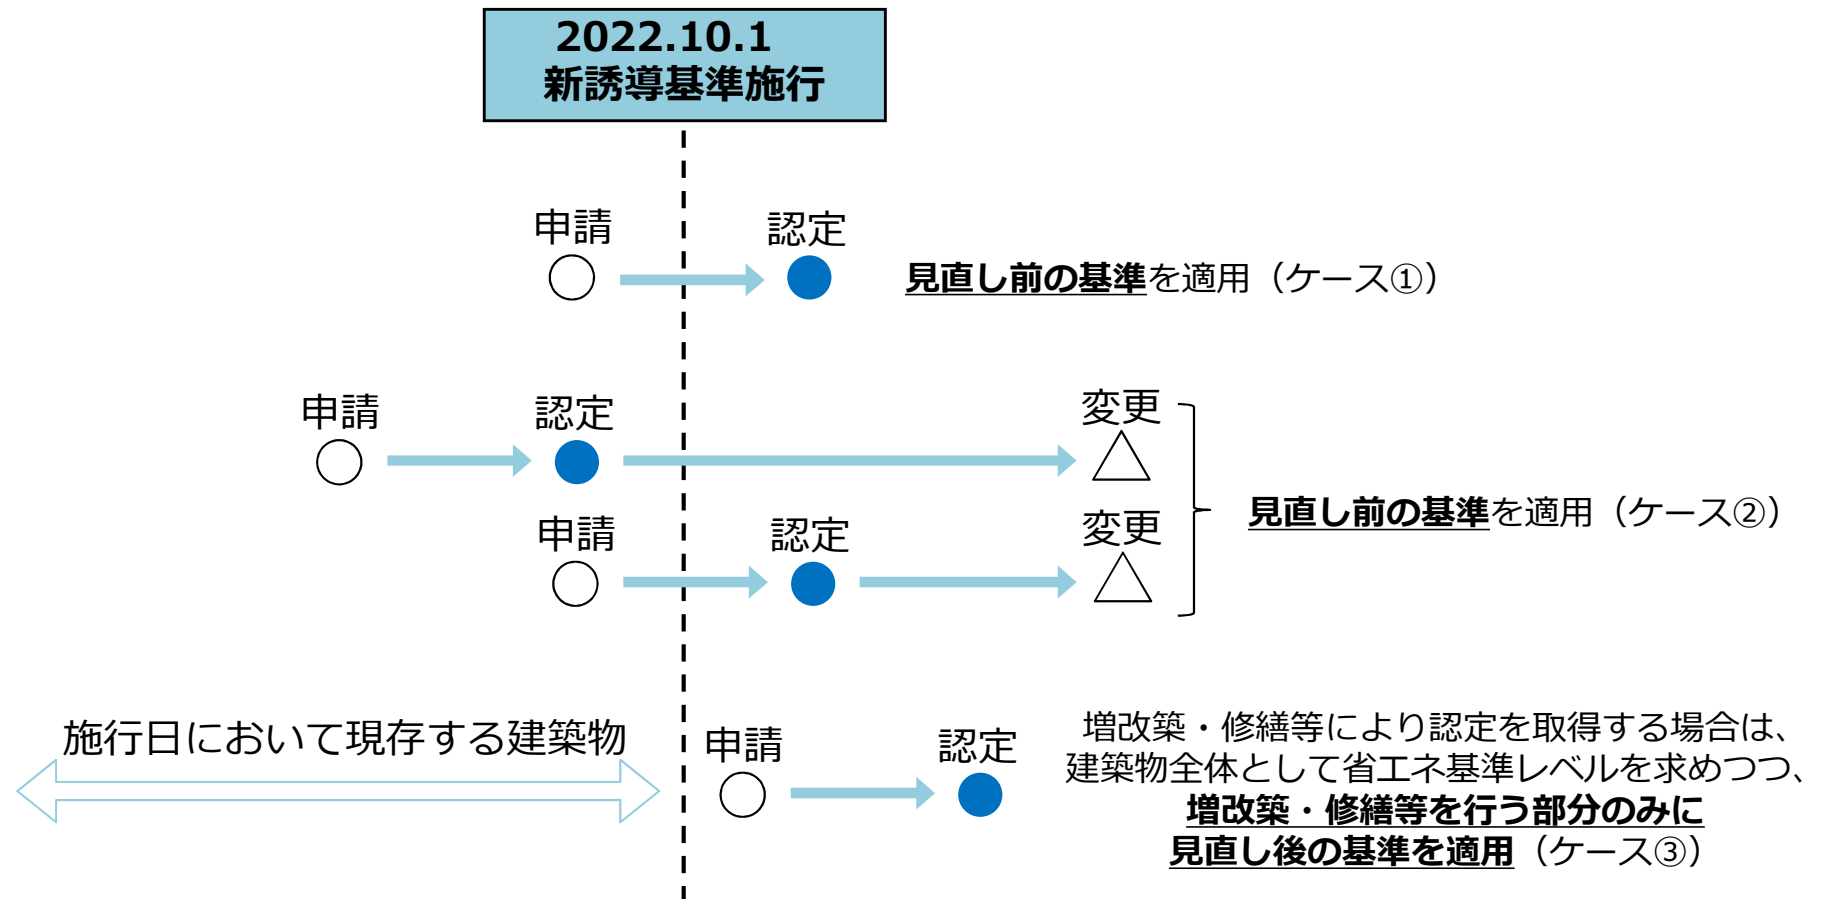 2022.10.1
新誘導基準施行
申請
認定
見直し前の基準を適用（ケース①）
申請
認定
変更
申請
認定
変更
見直し前の基準を適用（ケース②）
施行日において現存する建築物
申請
認定
増改築・修繕等により認定を取得する場合は、
建築物全体として省エネ基準レベルを求めつつ、
増改築・修繕等を行う部分のみに
見直し後の基準を適用（ケース③）